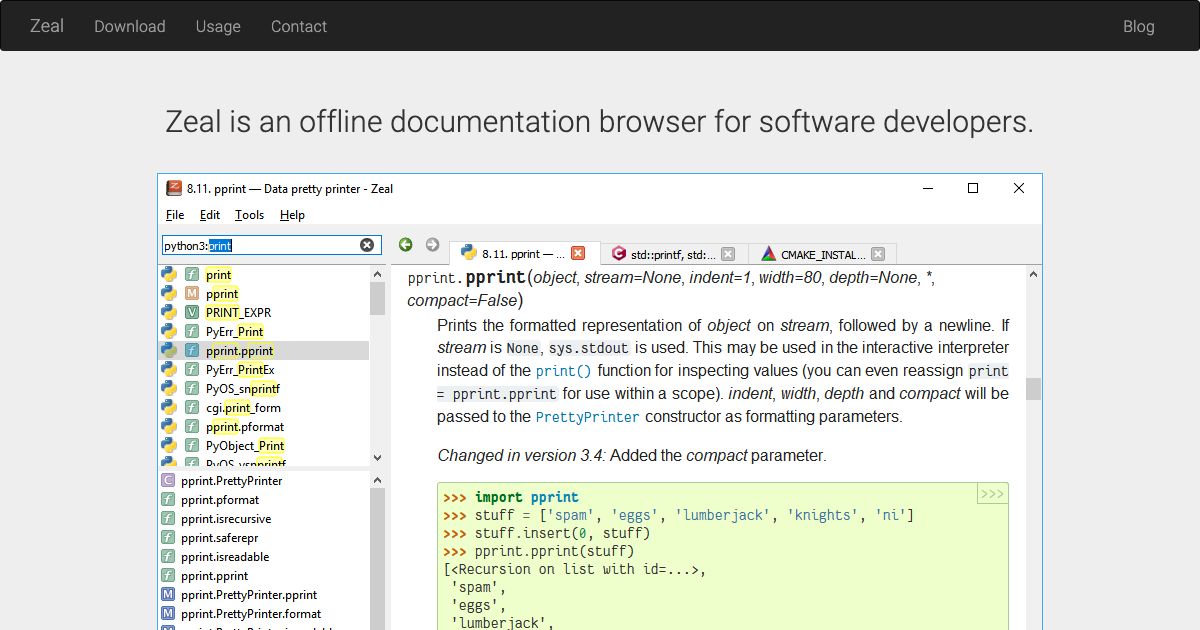 Zeal Download Usage Contact Blog
Zeal is an offline documentation browser for software developers.
8.11. pprint — Data pretty printer - Zeal
File Edit Tools Help
python3:print
8.11. pprint — ...
std::printf, std:...
CMAKE_INSTAL...
print
pprint
PRINT_EXPR
PyErr_Print
pprint.pprint
PyErr_PrintEx
PyOS_snprintf
cgi.print_form
pprint.pformat
PyObject_Print
PyOS_vsnprintf
pprint.PrettyPrinter
pprint.pformat
pprint.isrecursive
pprint.saferepr
pprint.isreadable
pprint.pprint
pprint.PrettyPrinter.pprint
pprint.PrettyPrinter.format
pprint.pprint(object, stream=None, indent=1, width=80, depth=None, *,
compact=False)
Prints the formatted representation of object on stream, followed by a newline. If
stream is None, sys.stdout is used. This may be used in the interactive interpreter
instead of the print() function for inspecting values (you can even reassign print
= pprint.pprint for use within a scope). indent, width, depth and compact will be
passed to the PrettyPrinter constructor as formatting parameters.
Changed in version 3.4: Added the compact parameter.
>>>
>>> import pprint
>>> stuff = ['spam', 'eggs', 'lumberjack', 'knights', 'ni']
>>> stuff.insert(0, stuff)
>>> pprint.pprint(stuff)
[<Recursion on list with id=...>,
'spam',
'eggs',
'lumberjack',